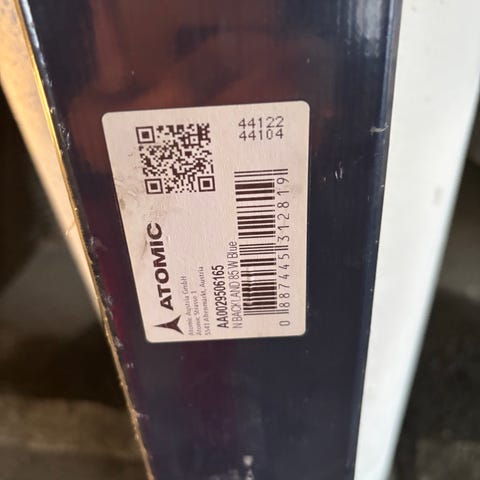 44122
44104
ATOMIC
Atomic Austria GmbH
Atomic Strasse 1
5541 Altenmarkt, Austria
AA0029506165
N BACKLAND 85 W Blue
0 887445 312819